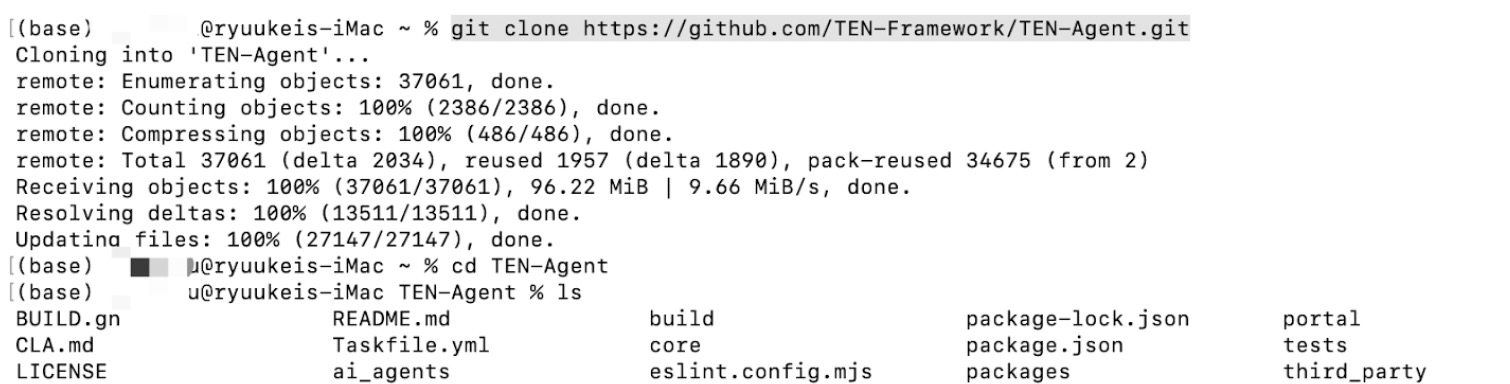 (base) @ryuukeis-iMac ~ % git clone https://github.com/TEN-Framework/TEN-Agent.git
Cloning into 'TEN-Agent'...
remote: Enumerating objects: 37061, done.
remote: Counting objects: 100% (2386/2386), done.
remote: Compressing objects: 100% (486/486), done.
remote: Total 37061 (delta 2034), reused 1957 (delta 1890), pack-reused 34675 (from 2)
Receiving objects: 100% (37061/37061), 96.22 MiB | 9.66 MiB/s, done.
Resolving deltas: 100% (13511/13511), done.
Updating files: 100% (27147/27147), done.
(base) u@ryuukeis-iMac ~ % cd TEN-Agent
(base) u@ryuukeis-iMac TEN-Agent % ls
BUILD.gn README.md build package-lock.json portal
CLA.md Taskfile.yml core package.json tests
LICENSE ai_agents eslint.config.mjs packages third_party